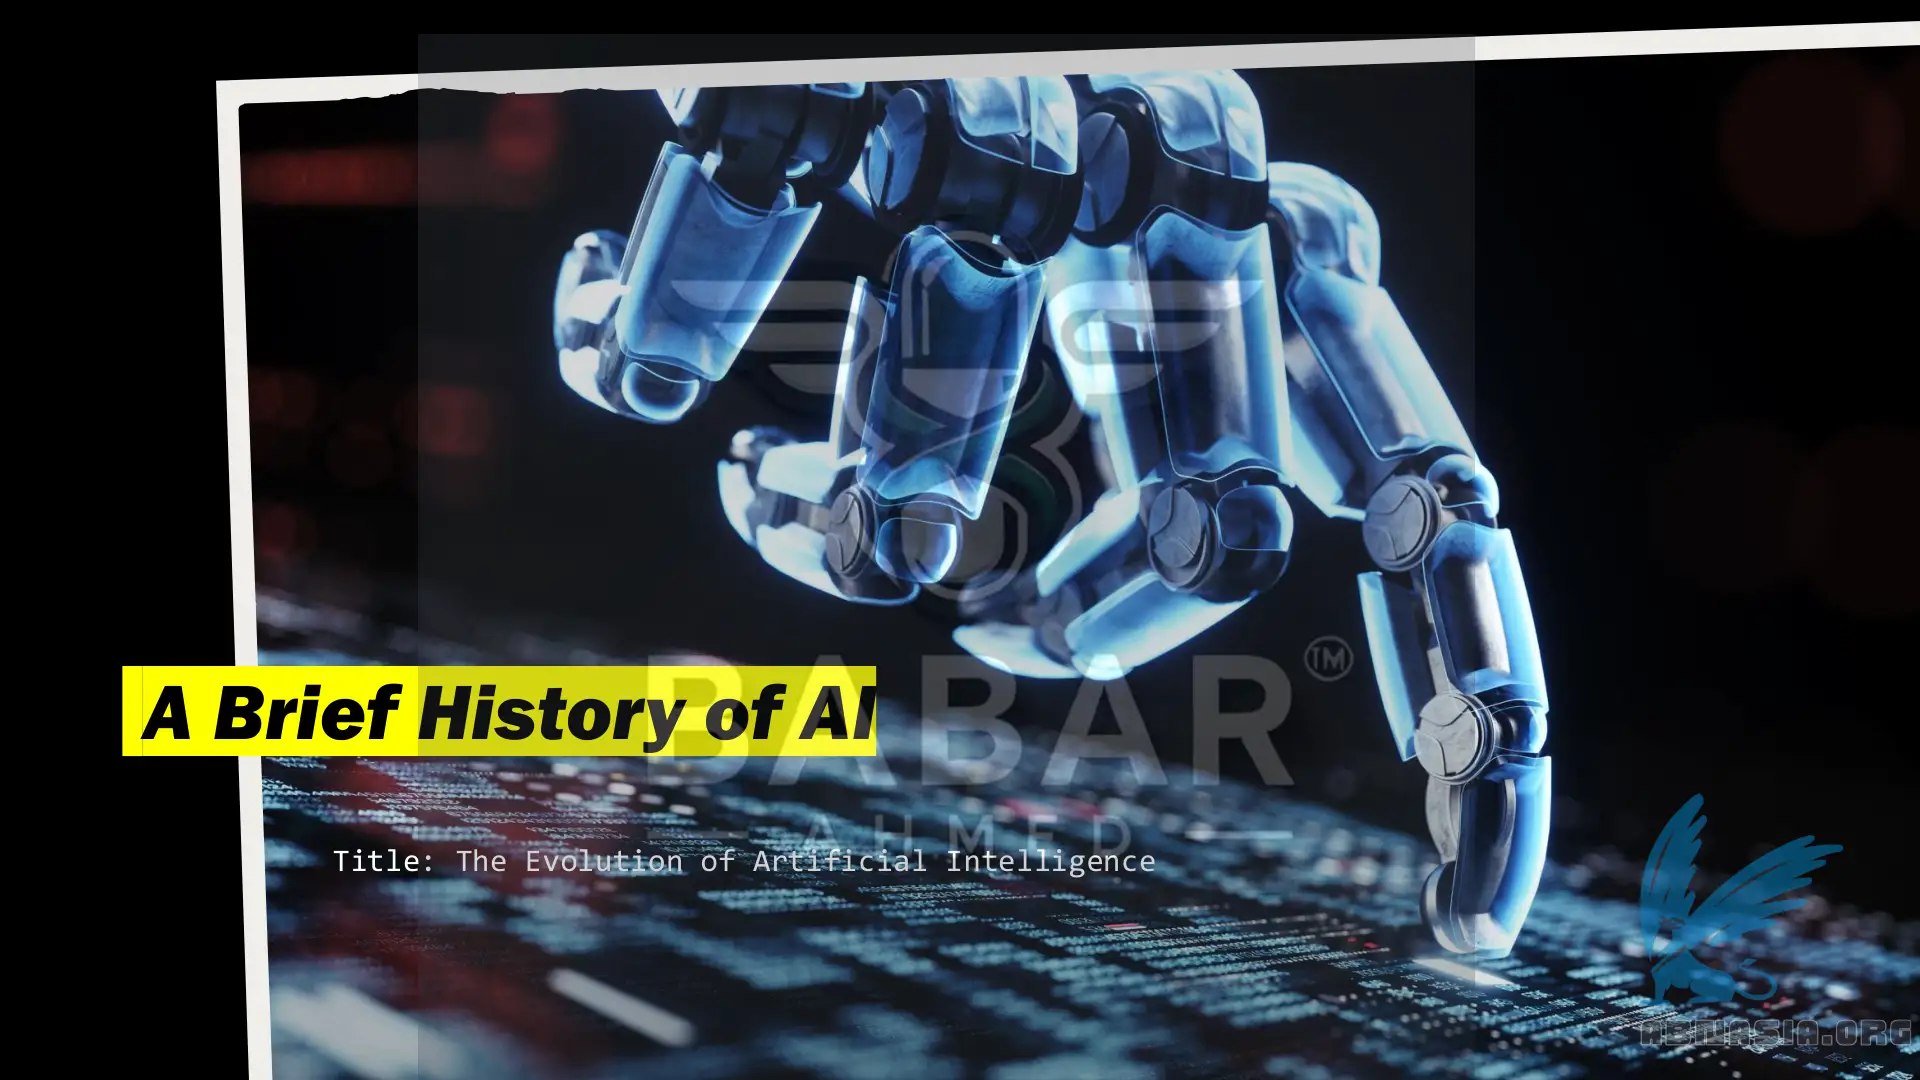 A Brief History of AI
BABAR™
AHMED
Title: The Evolution of Artificial Intelligence
ABNASIA.ORG